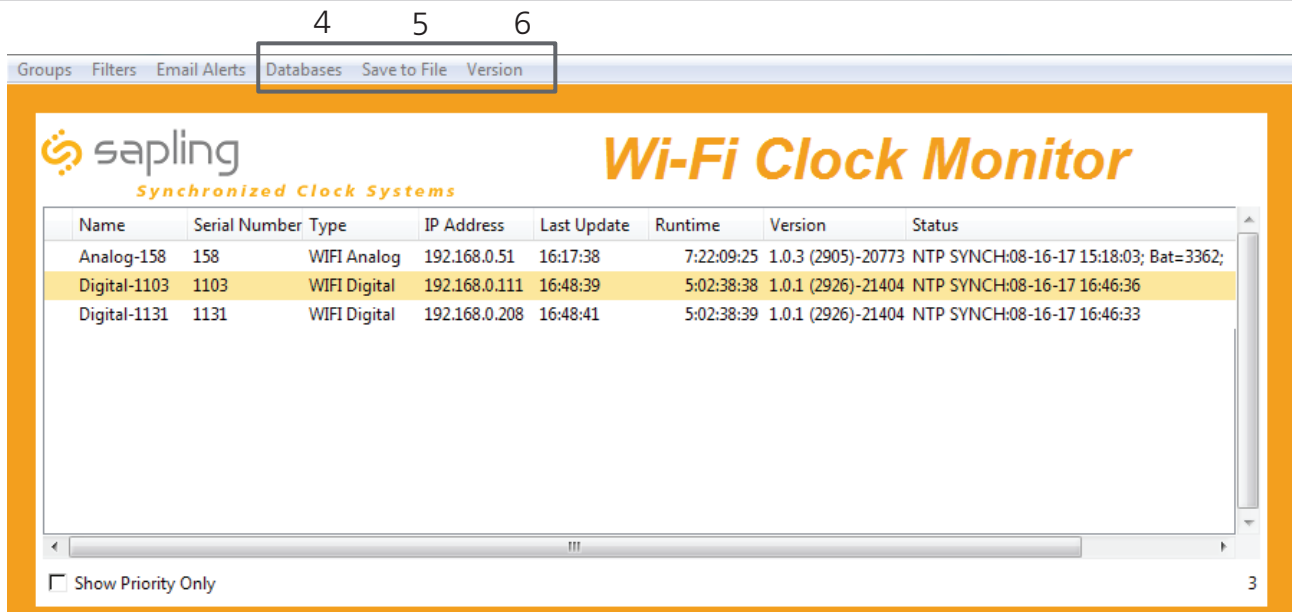 4 5 6
Groups Filters Email Alerts Databases Save to File Version
sapling
Synchronized Clock Systems
Wi-Fi Clock Monitor
Name Serial Number Type IP Address Last Update Runtime Version Status
Analog-158 158 WIFI Analog 192.168.0.51 16:17:38 7:22:09:25 1.0.3 (2905)-20773 NTP SYNCH:08-16-17 15:18:03; Bat=3362;
Digital-1103 1103 WIFI Digital 192.168.0.111 16:48:39 5:02:38:38 1.0.1 (2926)-21404 NTP SYNCH:08-16-17 16:46:36
Digital-1131 1131 WIFI Digital 192.168.0.208 16:48:41 5:02:38:39 1.0.1 (2926)-21404 NTP SYNCH:08-16-17 16:46:33
Show Priority Only 3